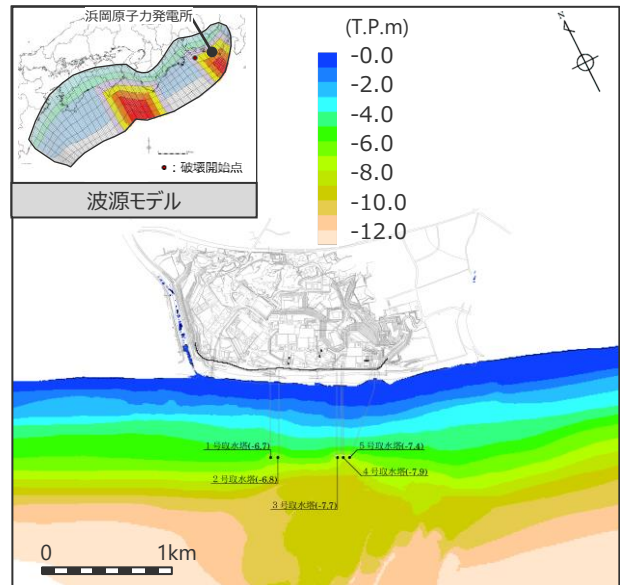 浜岡原子力発電所
●：破壊開始点
波源モデル
(T.P.m)
-0.0
-2.0
-4.0
-6.0
-8.0
-10.0
-12.0
N
1号取水塔(-6.7)
5号取水塔(-7.4)
2号取水塔(-6.8)
4号取水塔(-7.9)
3号取水塔(-7.7)
0
1km